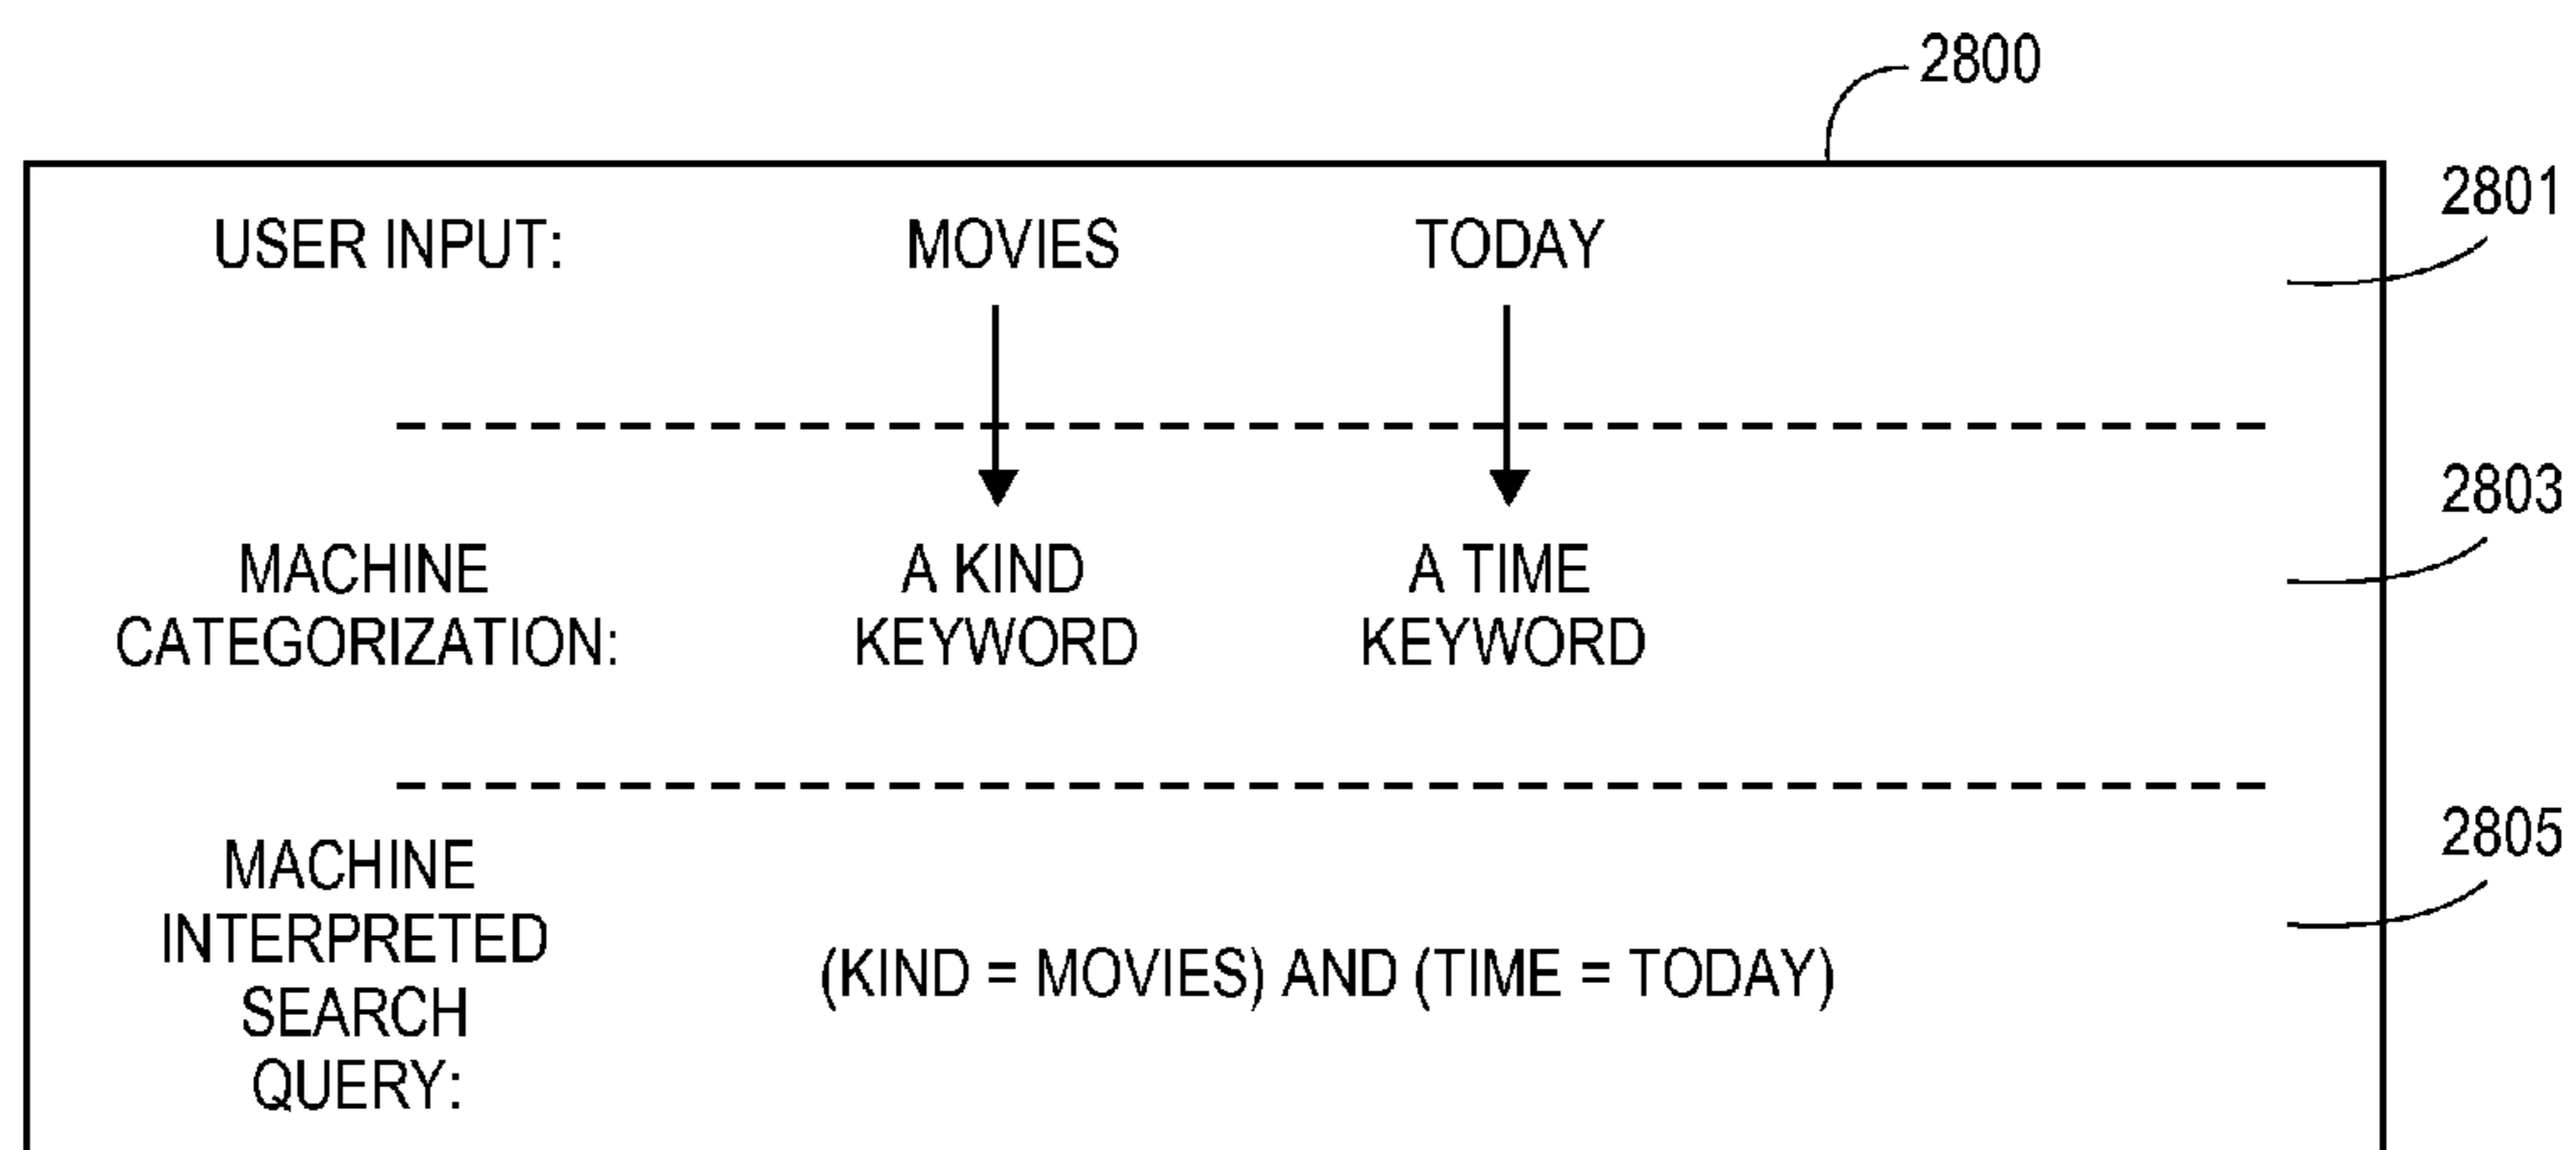 2800
2801
USER INPUT: MOVIES TODAY
2803
MACHINE A KIND A TIME
CATEGORIZATION: KEYWORD KEYWORD
2805
MACHINE
INTERPRETED
(KIND = MOVIES) AND (TIME = TODAY)
SEARCH
QUERY: